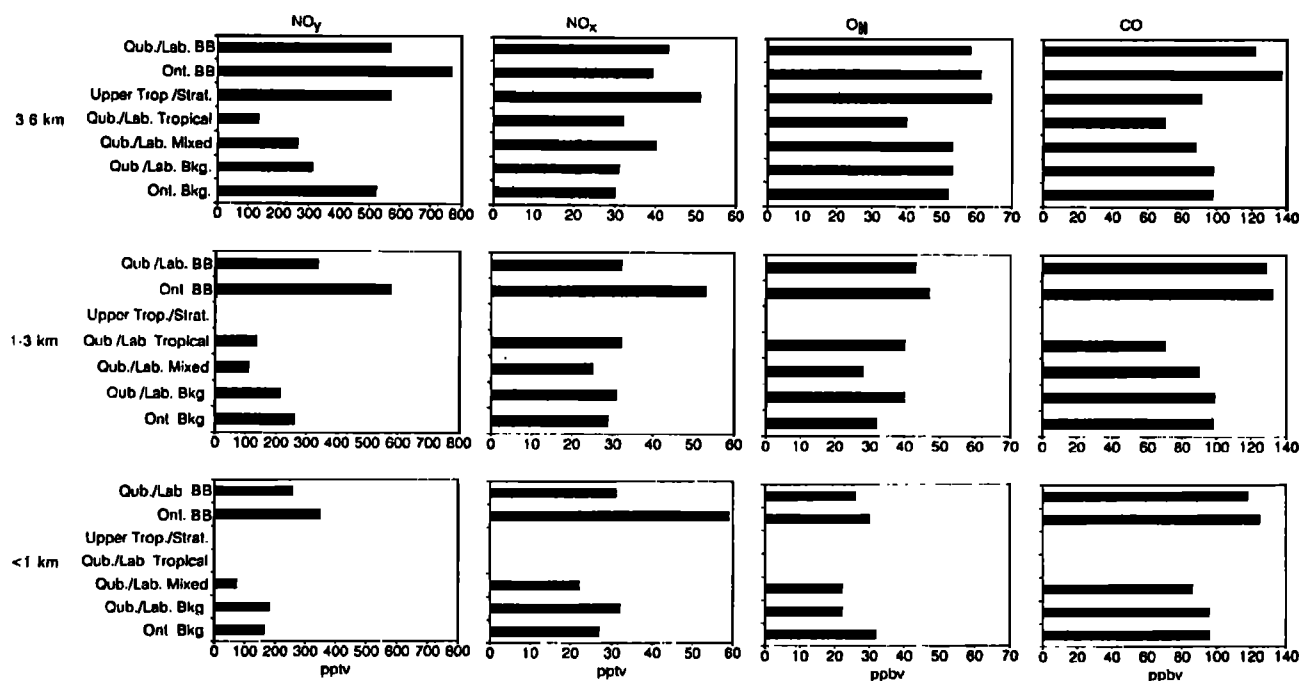 NOy NOx O CO
Qub./Lab. BB
Ont. BB
Upper Trop./Strat.
3 6 km Qub./Lab. Tropical
Qub./Lab. Mixed
Qub /Lab. Bkg.
Ont. Bkg.
0 100 200 300 400 500 600 700 800 0 10 20 30 40 50 60 0 10 20 30 40 50 60 70 0 20 40 60 80 100 120 140
Qub /Lab. BB
Ont BB
Upper Trop./Strat.
1-3 km Qub /Lab Tropical
Qub./Lab. Mixed
Qub /Lab. Bkg
Ont Bkg
0 100 200 300 400 500 600 700 800 0 10 20 30 40 50 60 0 10 20 30 40 50 60 70 0 20 40 60 80 100 120 140
Qub./Lab BB
Ont. BB
Upper Trop./Strat.
<1 km Qub./Lab Tropical
Qub./Lab. Mixed
Qub./Lab. Bkg
Ont Bkg
0 100 200 300 400 500 600 700 800 0 10 20 30 40 60 0 10 20 30 40 50 60 70 0 20 40 60 80 100 120 140
pptv pptv ppbv ppbv